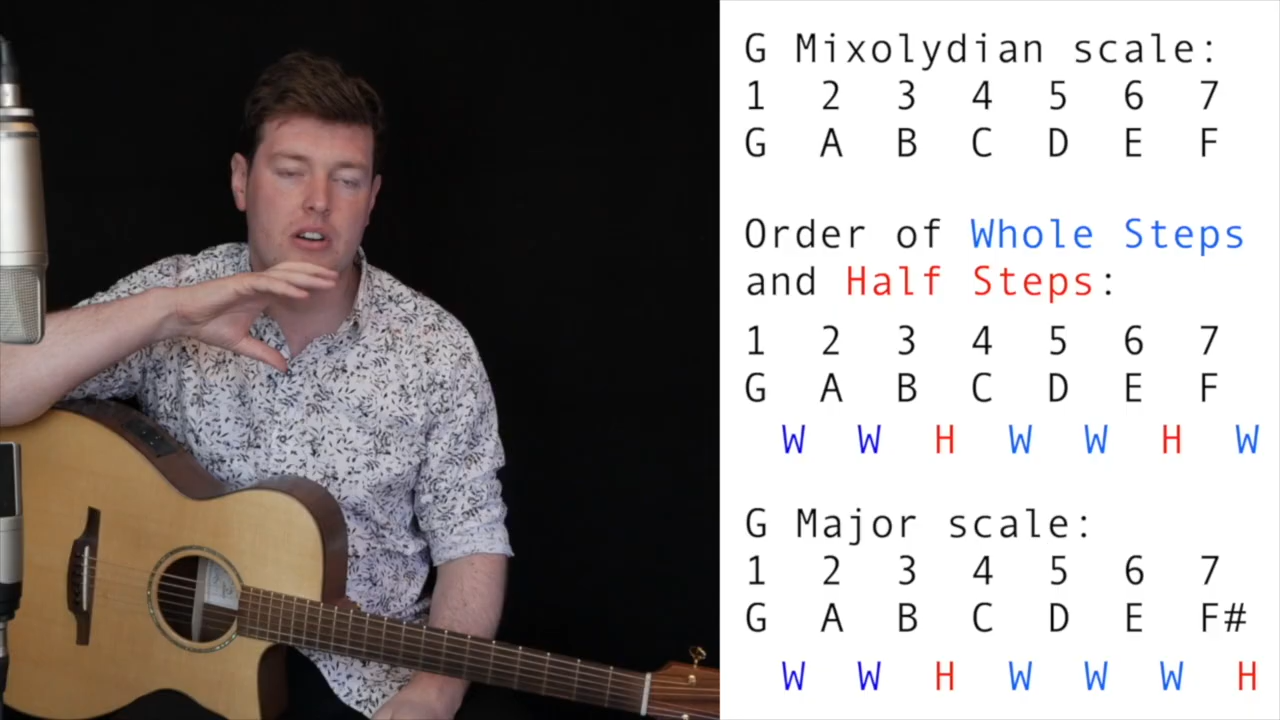 G Mixolydian scale:
1 2 3 4 5 6 7
G A B C D E F
Order of Whole Steps
and Half Steps:
1 2 3 4 5 6 7
G A B C D E F
W W H W W H W
G Major scale:
1 2 3 4 5 6 7
G A B C D E F#
W W H W W W H